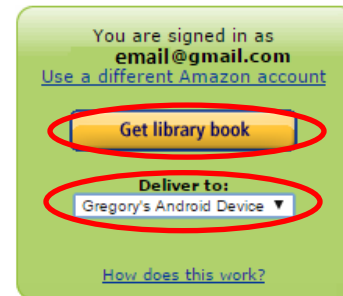 You are signed in as
email@gmail.com
Use a different Amazon account
Get library book
Deliver to:
Gregory's Android Device ▼
How does this work?